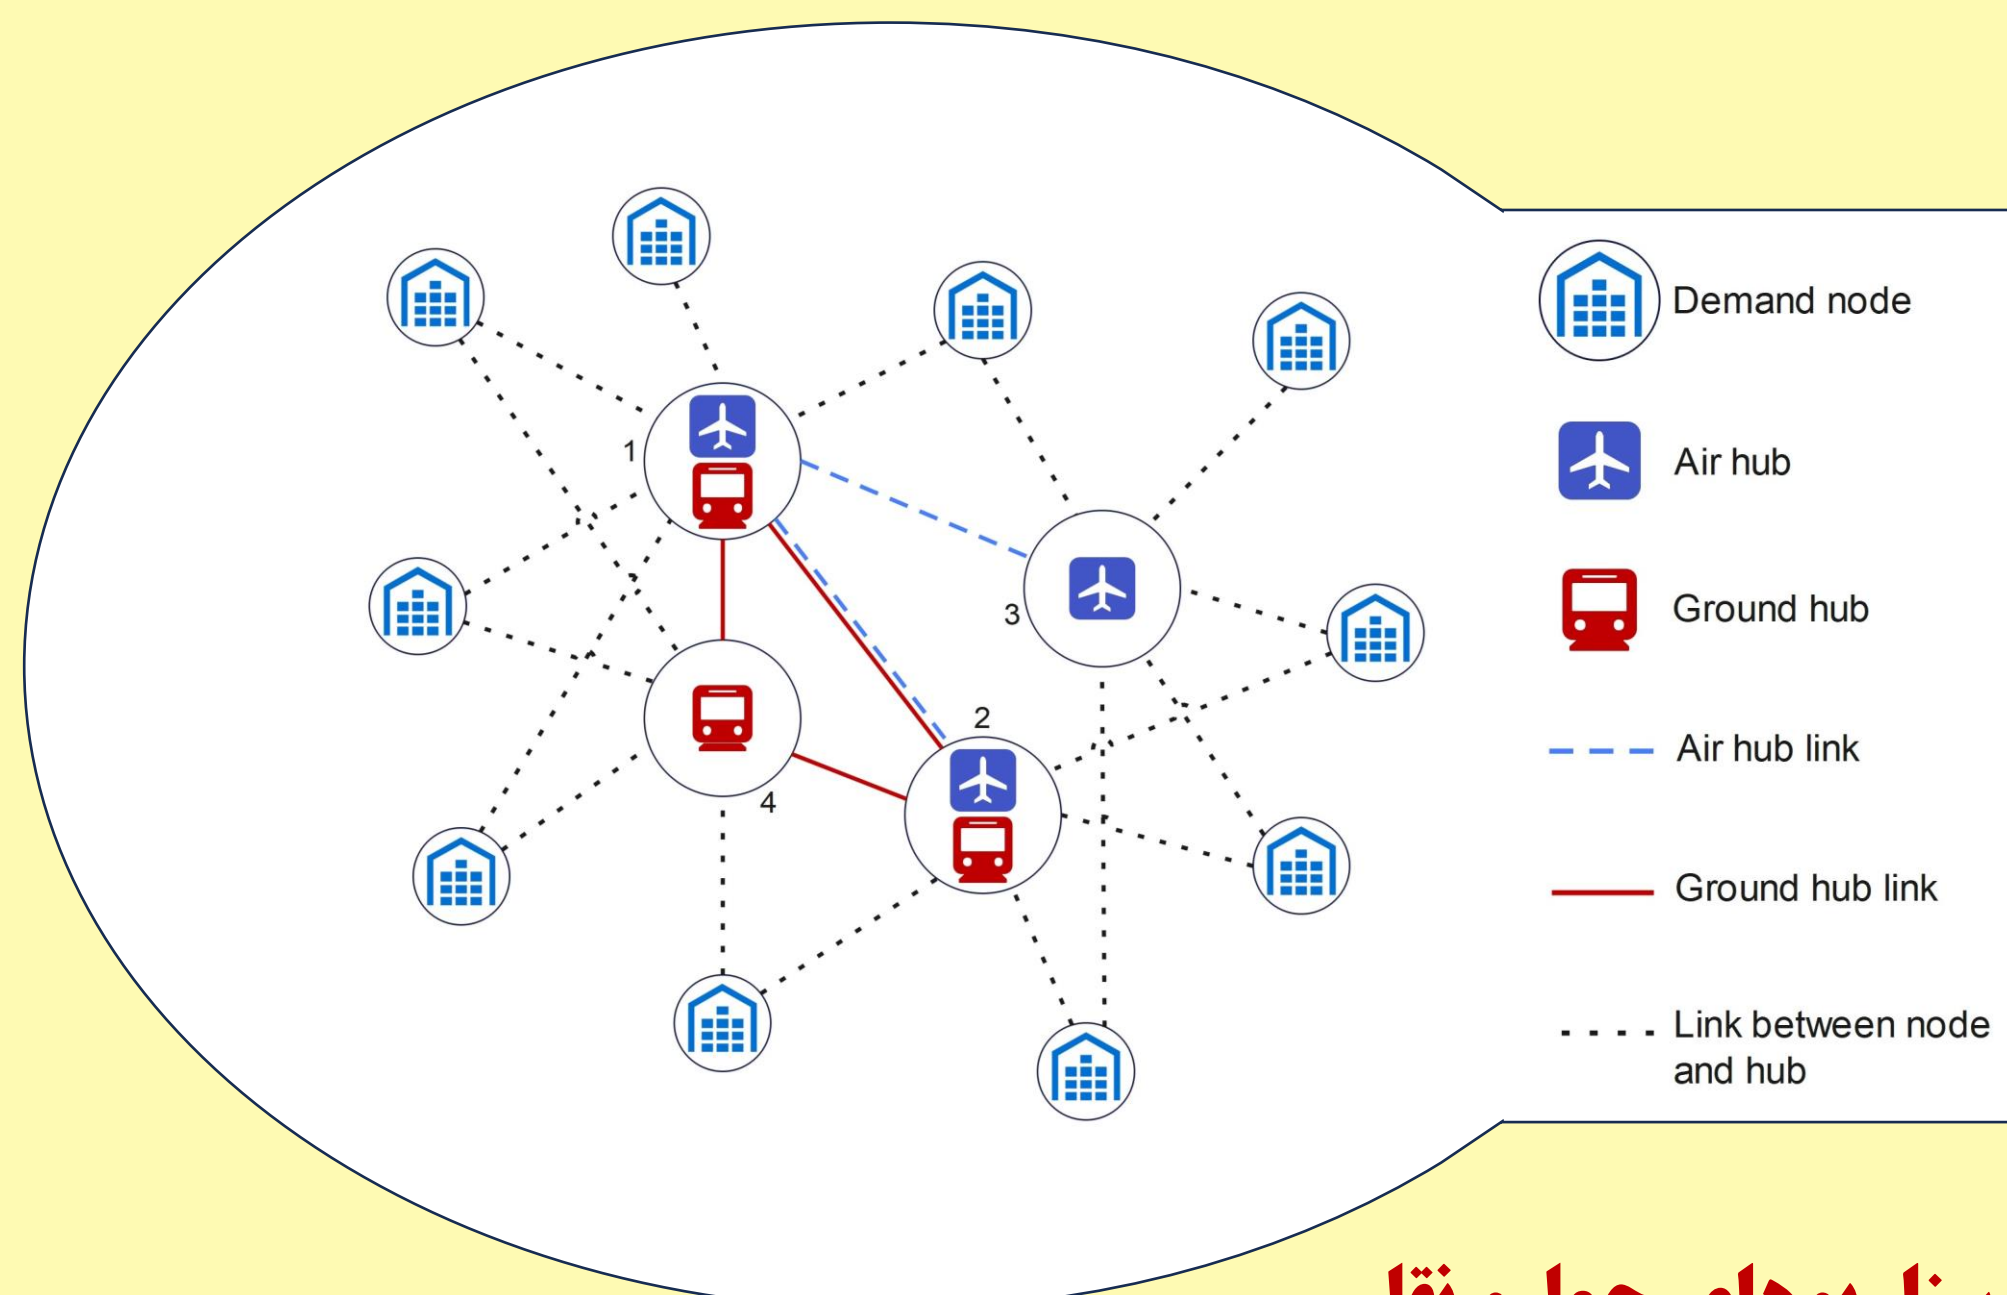 Demand node
1
Air hub
3
Ground hub
2
Air hub link
4
Ground hub link
Link between node
and hub